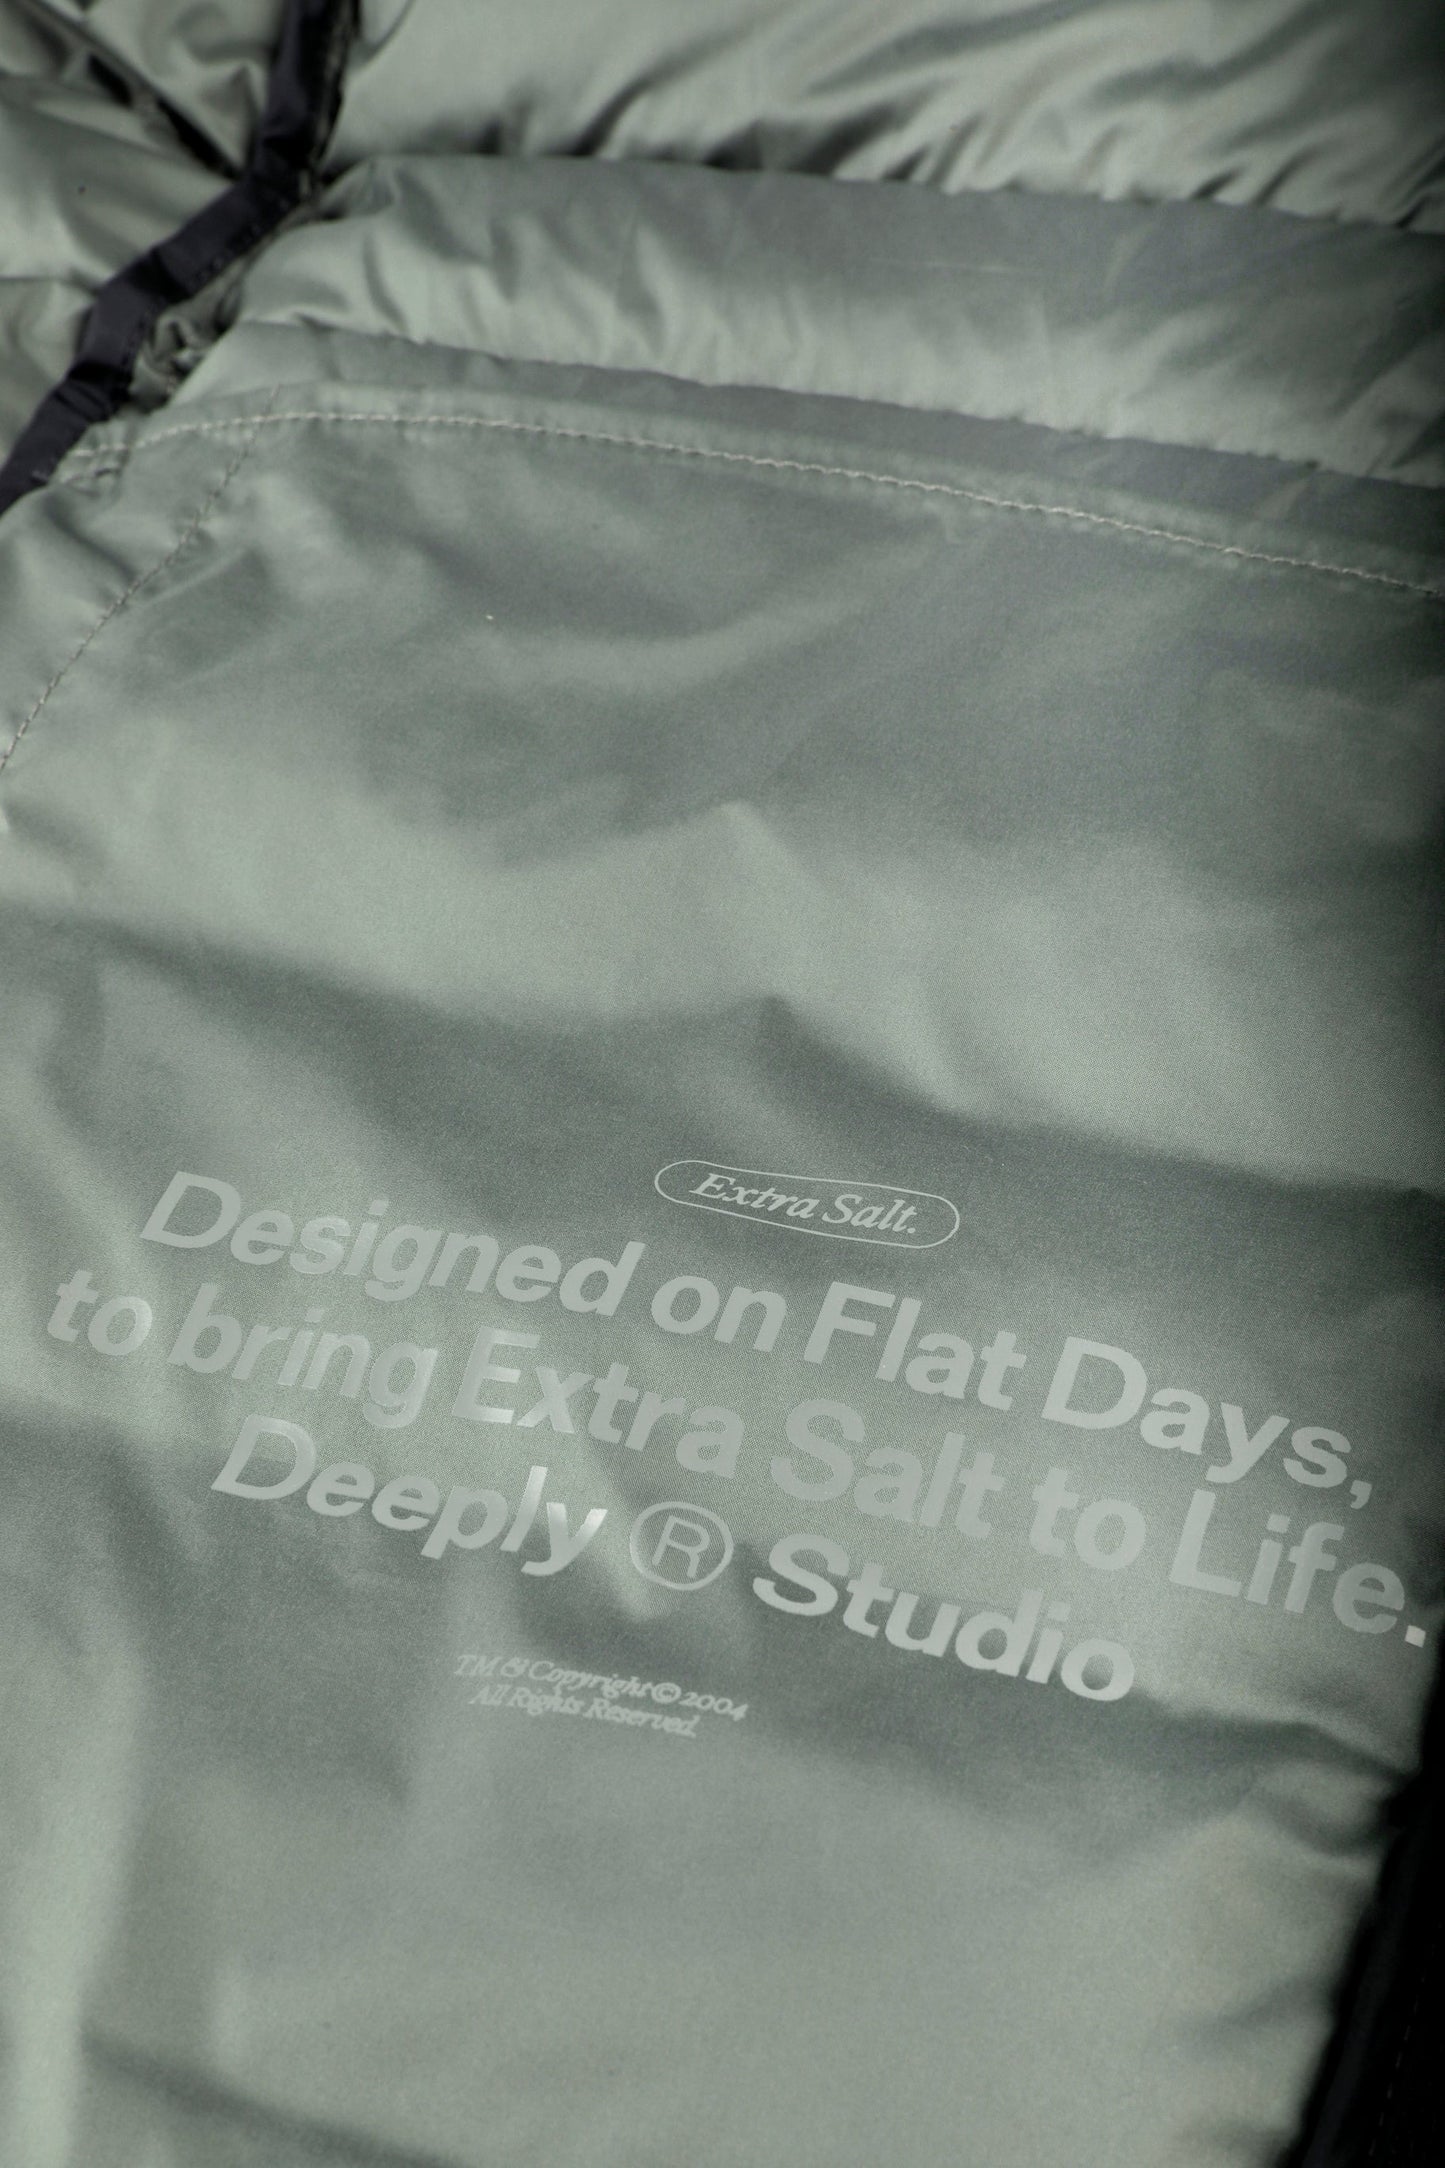 Extra Salt.
Designed on Flat Days,
to bring Extra Salt to Life.
Deeply ® Studio
TM & Copyright © 2004
All Rights Reserved.